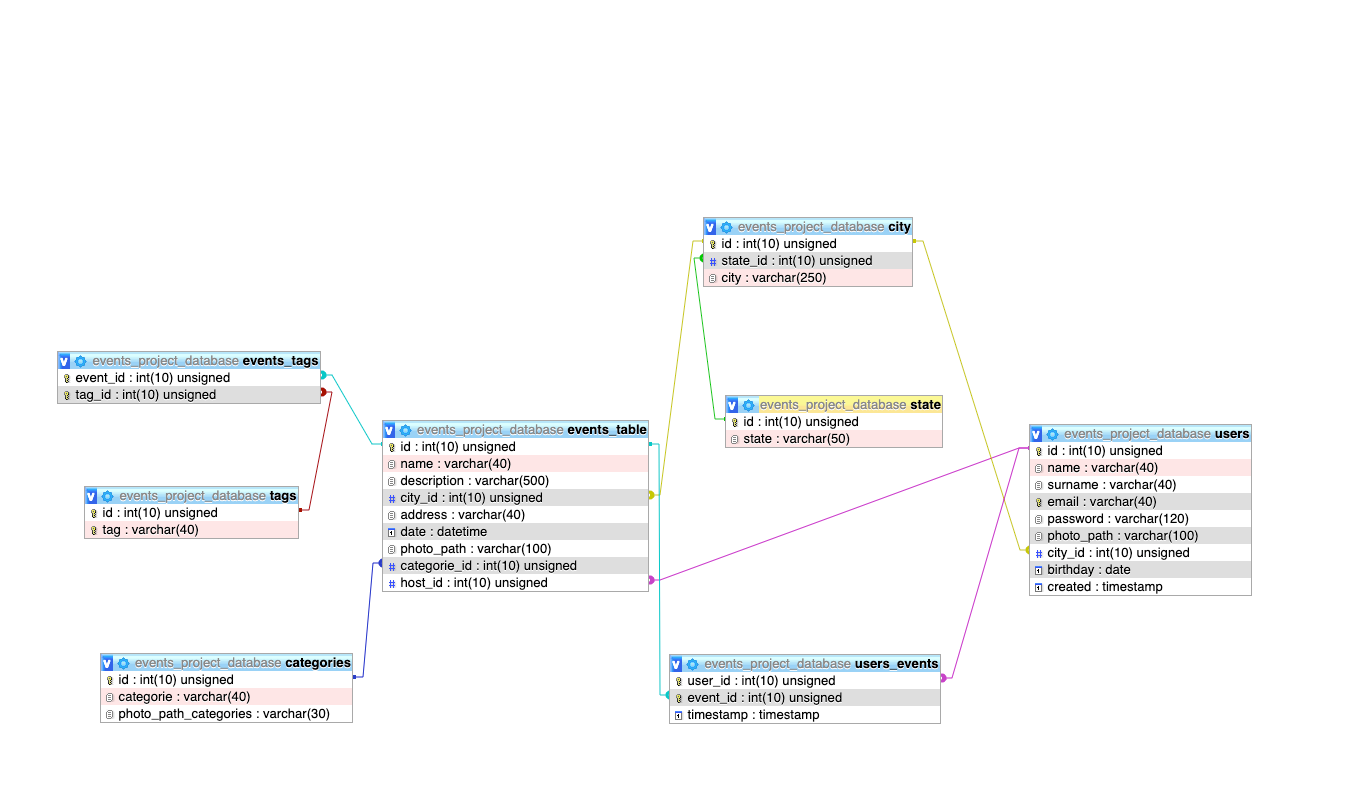 events_project_database city
id : int(10) unsigned
state_id : int(10) unsigned
city : varchar(250)
events_project_database events_tags
event_id : int(10) unsigned
tag_id : int(10) unsigned
events_project_database state
id : int(10) unsigned
state : varchar(50)
events_project_database events_table
id : int(10) unsigned
name : varchar(40)
description : varchar(500)
city_id : int(10) unsigned
address : varchar(40)
date : datetime
photo_path : varchar(100)
categorie_id : int(10) unsigned
host_id : int(10) unsigned
events_project_database users
id : int(10) unsigned
name : varchar(40)
surname : varchar(40)
email : varchar(40)
password : varchar(120)
photo_path : varchar(100)
city_id : int(10) unsigned
birthday : date
created : timestamp
events_project_database tags
id : int(10) unsigned
tag : varchar(40)
events_project_database categories
id : int(10) unsigned
categorie : varchar(40)
photo_path_categories : varchar(30)
events_project_database users_events
user_id : int(10) unsigned
event_id : int(10) unsigned
timestamp : timestamp